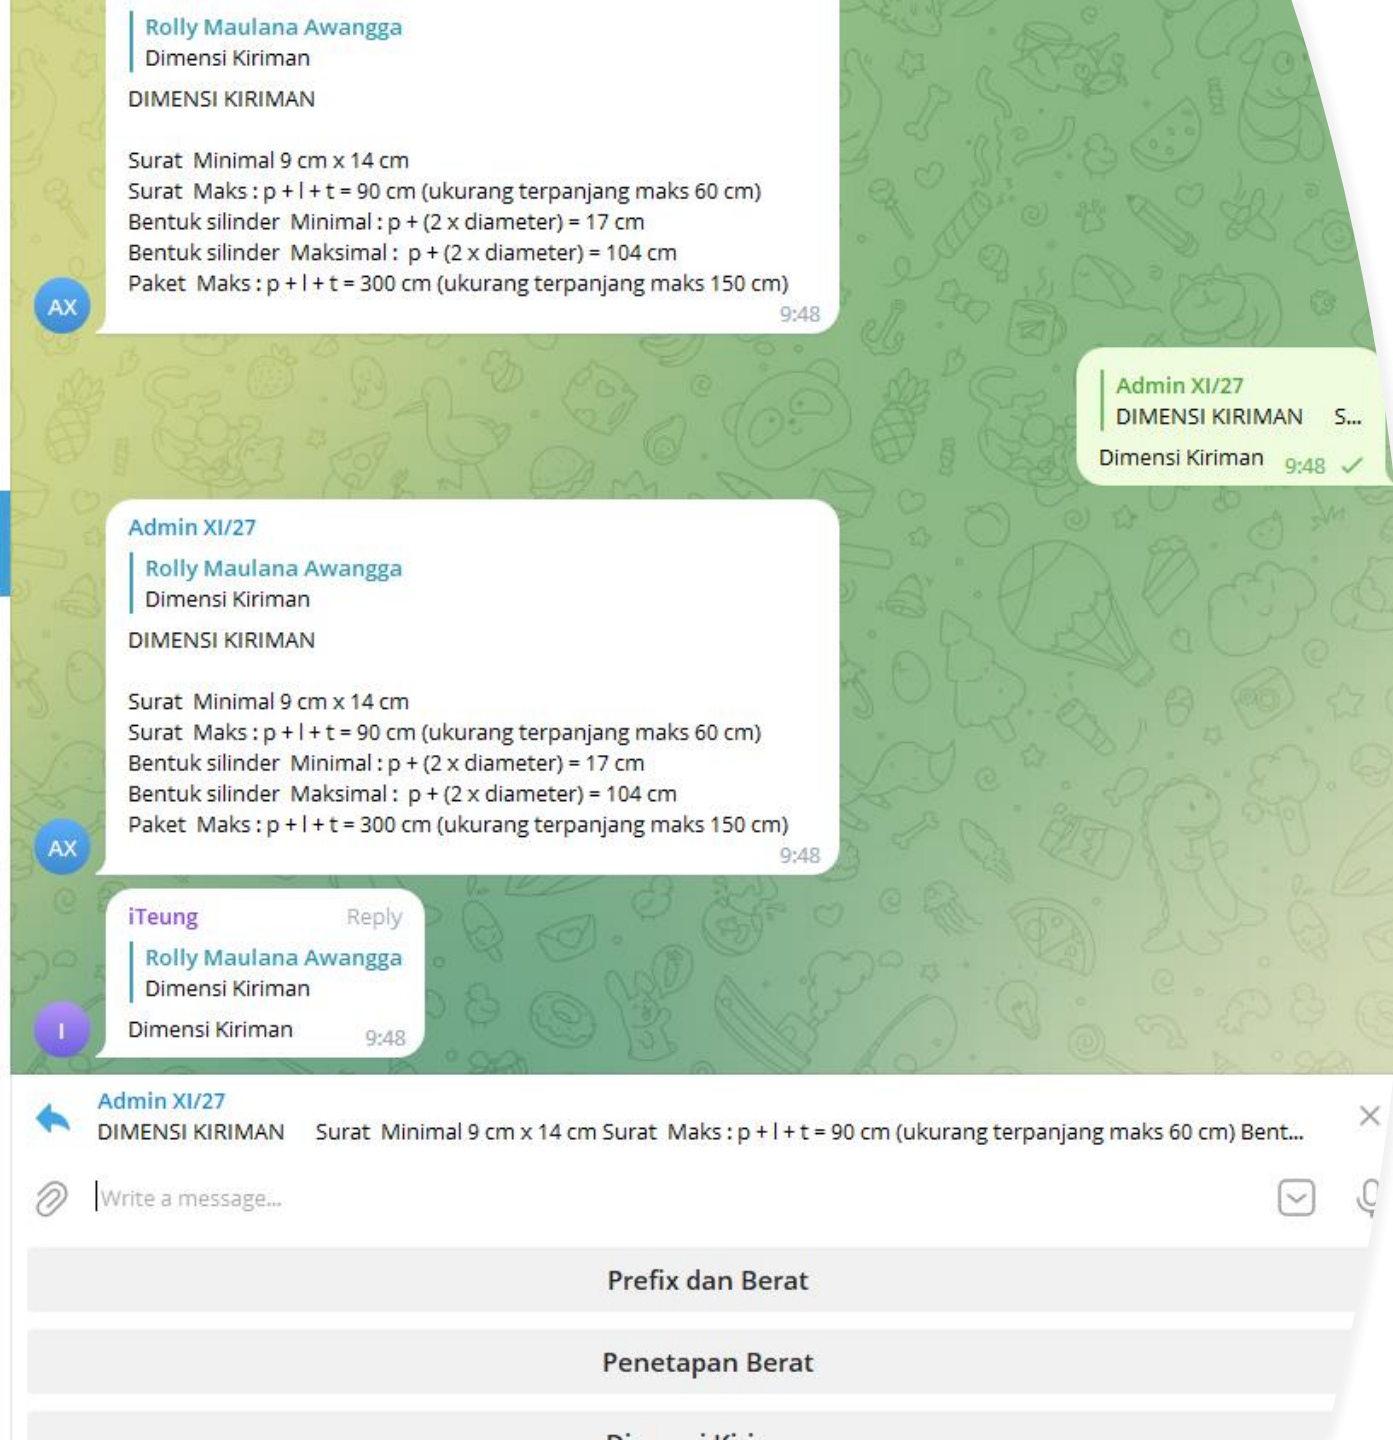 Rolly Maulana Awangga
Dimensi Kiriman
DIMENSI KIRIMAN
Surat Minimal 9 cm x 14 cm
Surat Maks : p + l + t = 90 cm (ukurang terpanjang maks 60 cm)
Bentuk silinder Minimal : p + (2 x diameter) = 17 cm
Bentuk silinder Maksimal : p + (2 x diameter) = 104 cm
Paket Maks : p + l + t = 300 cm (ukurang terpanjang maks 150 cm)
9:48
AX
Admin XI/27
DIMENSI KIRIMAN S...
Dimensi Kiriman 9:48
Admin XI/27
Rolly Maulana Awangga
Dimensi Kiriman
DIMENSI KIRIMAN
Surat Minimal 9 cm x 14 cm
Surat Maks : p + l + t = 90 cm (ukurang terpanjang maks 60 cm)
Bentuk silinder Minimal : p + (2 x diameter) = 17 cm
Bentuk silinder Maksimal : p + (2 x diameter) = 104 cm
Paket Maks : p + l + t = 300 cm (ukurang terpanjang maks 150 cm)
9:48
AX
iTeung Reply
Rolly Maulana Awangga
Dimensi Kiriman
Dimensi Kiriman 9:48
I
Admin XI/27
DIMENSI KIRIMAN Surat Minimal 9 cm x 14 cm Surat Maks : p + l + t = 90 cm (ukurang terpanjang maks 60 cm) Bent...
Write a message...
Prefix dan Berat
Penetapan Berat